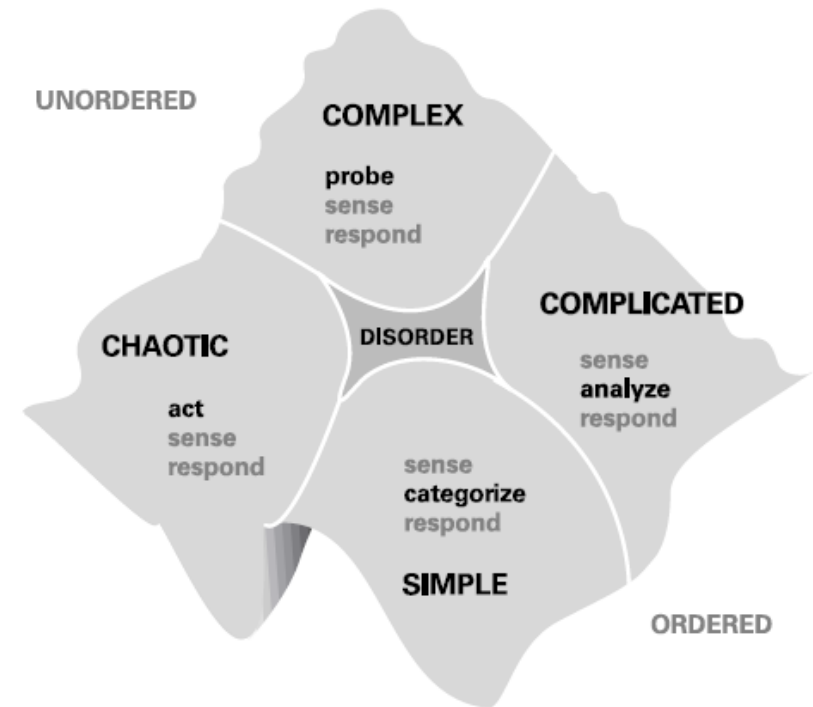 UNORDERED
COMPLEX
probe
sense
respond
COMPLICATED
sense
analyze
respond
DISORDER
CHAOTIC
act
sense
respond
sense
categorize
respond
SIMPLE
ORDERED